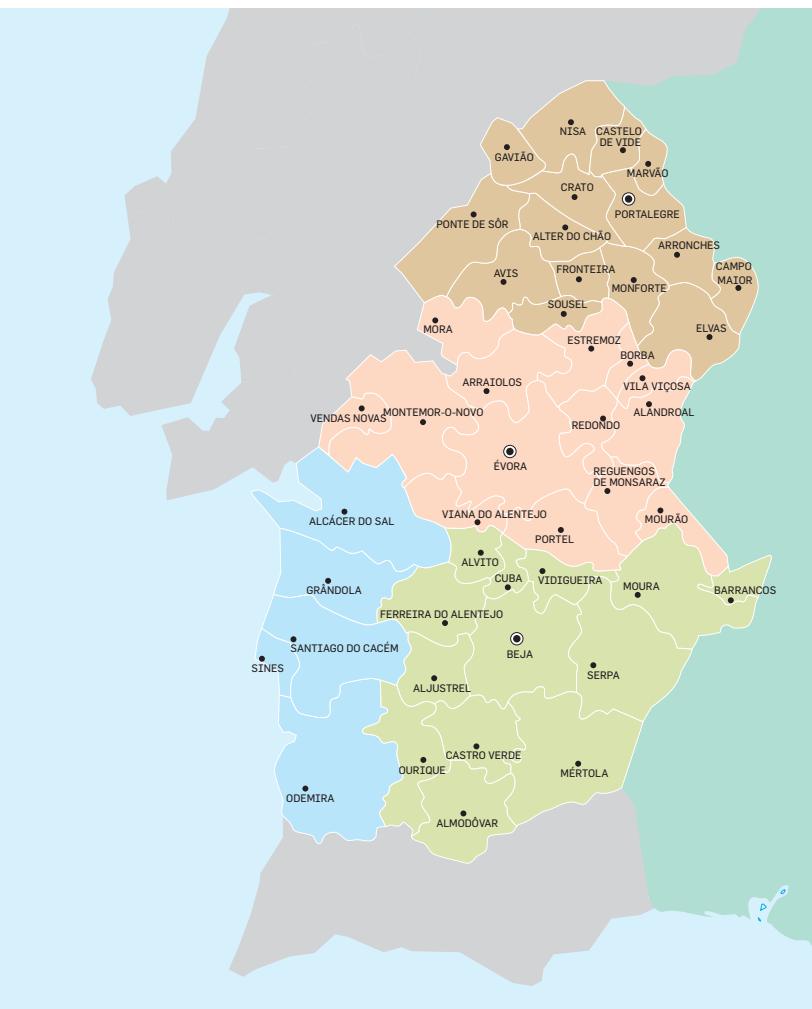 NISA
CASTELO
DE VIDE
GAVIÃO
MARVÃO
CRATO
PORTALEGRE
PONTE DE SÔR
ALTER DO CHÃO
ARRONCHES
CAMPO
MAIOR
AVIS
FRONTEIRA
MONFORTE
SOUSEL
MORA
ELVAS
ESTREMOZ
BORBA
ARRAIOLOS
VILA VIÇOSA
VENDAS NOVAS
MONTEMOR-O-NOVO
ALANDROAL
REDONDO
ÉVORA
REGUENGOS
DE MONSARAZ
ALCÁCER DO SAL
VIANA DO ALENTEJO
MOURÃO
PORTEL
ALVITO
CUBA
VIDIGUEIRA
GRÂNDOLA
MOURA
BARRANCOS
FERREIRA DO ALENTEJO
SANTIAGO DO CACÉM
BEJA
SINES
SERPA
ALJUSTREL
CASTRO VERDE
OURIQUE
MÉRTOLA
ODEMIRA
ALMODÔVAR